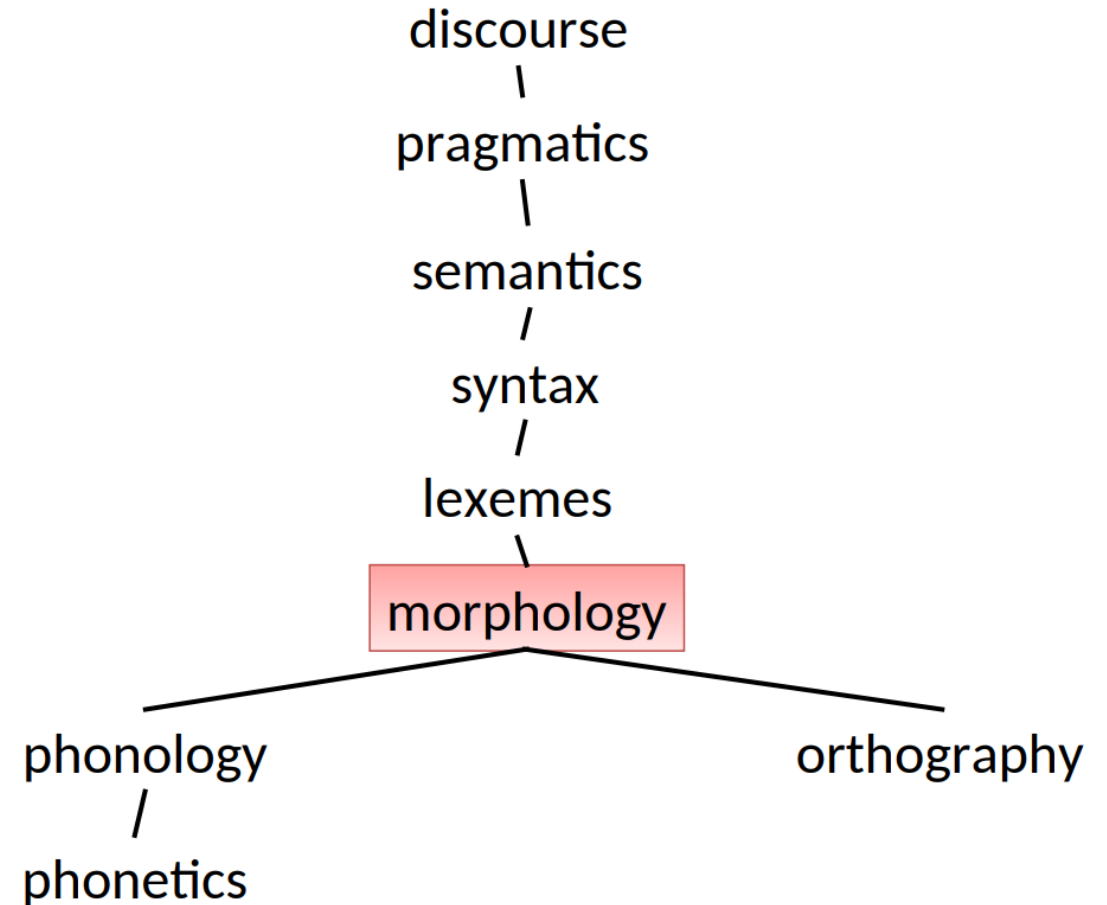 discourse
pragmatics
semantics
syntax
lexemes
morphology
phonology
orthography
phonetics